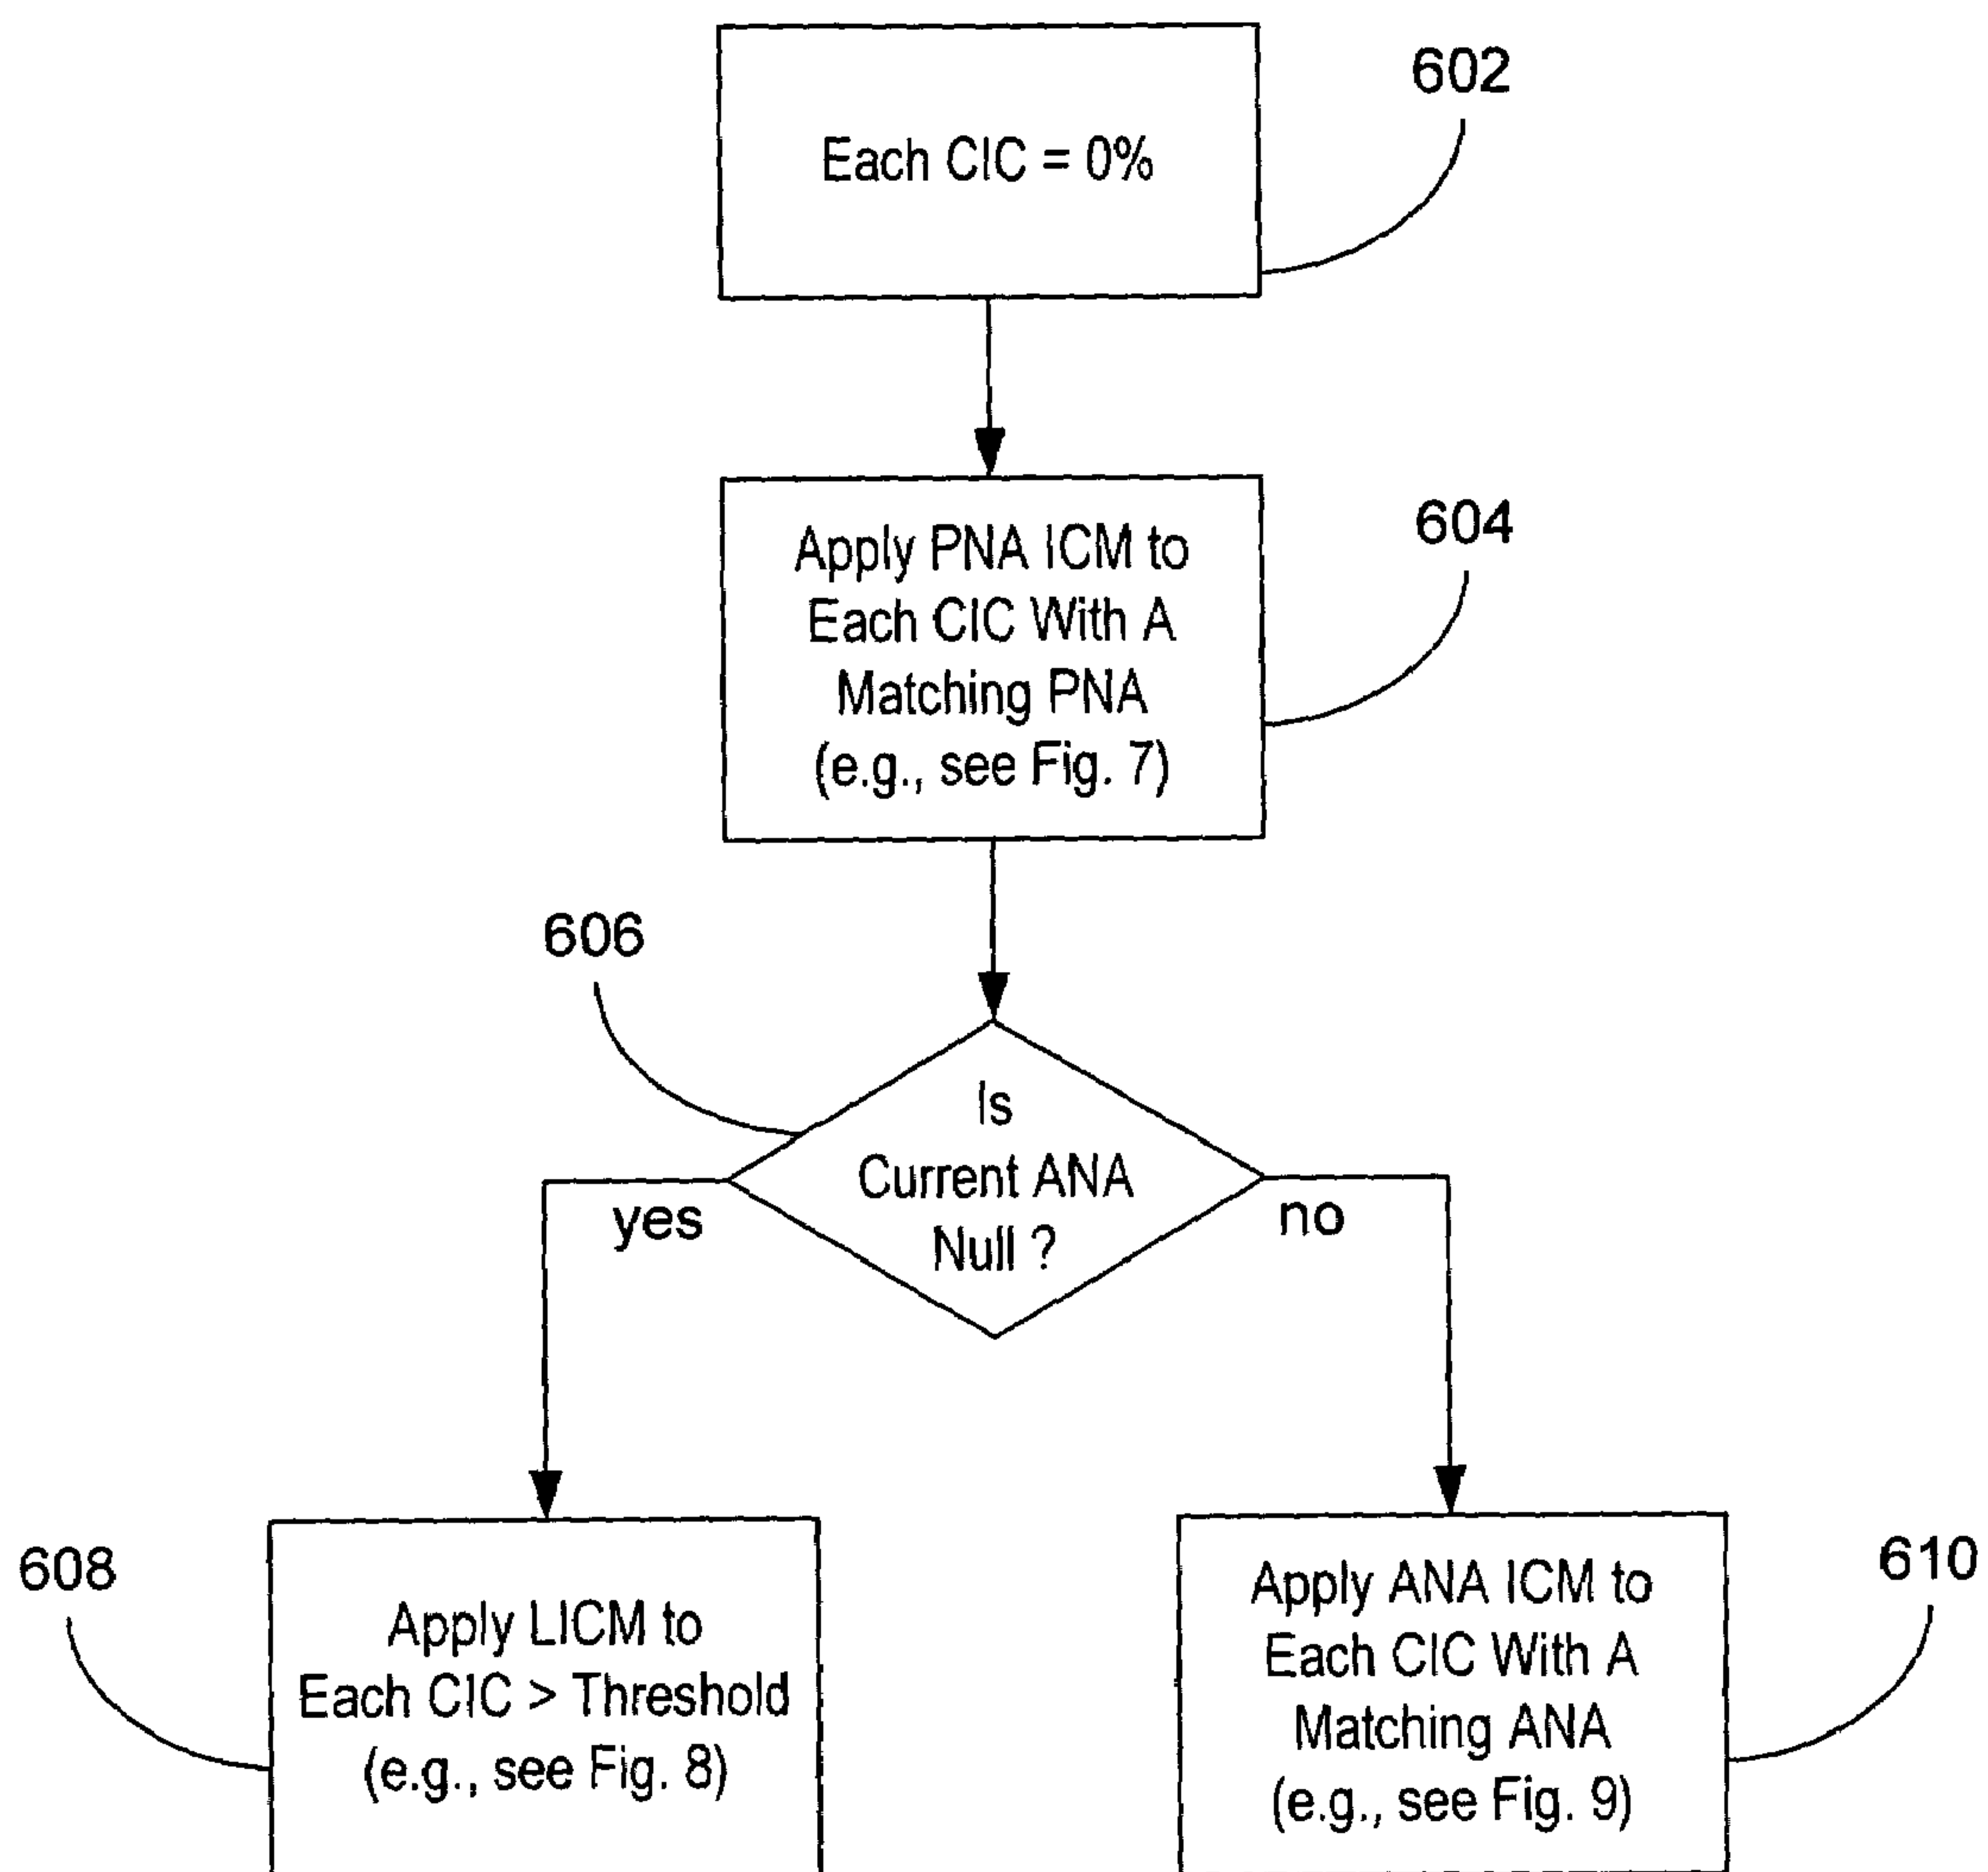 602
Each CIC = 0%
604
Apply PNA ICM to
Each CIC With A
Matching PNA
(e.g., see Fig. 7)
606
Is
Current ANA
Null ?
yes
no
608
Apply LICM to
Each CIC > Threshold
(e.g., see Fig. 8)
610
Apply ANA ICM to
Each CIC With A
Matching ANA
(e.g., see Fig. 9)